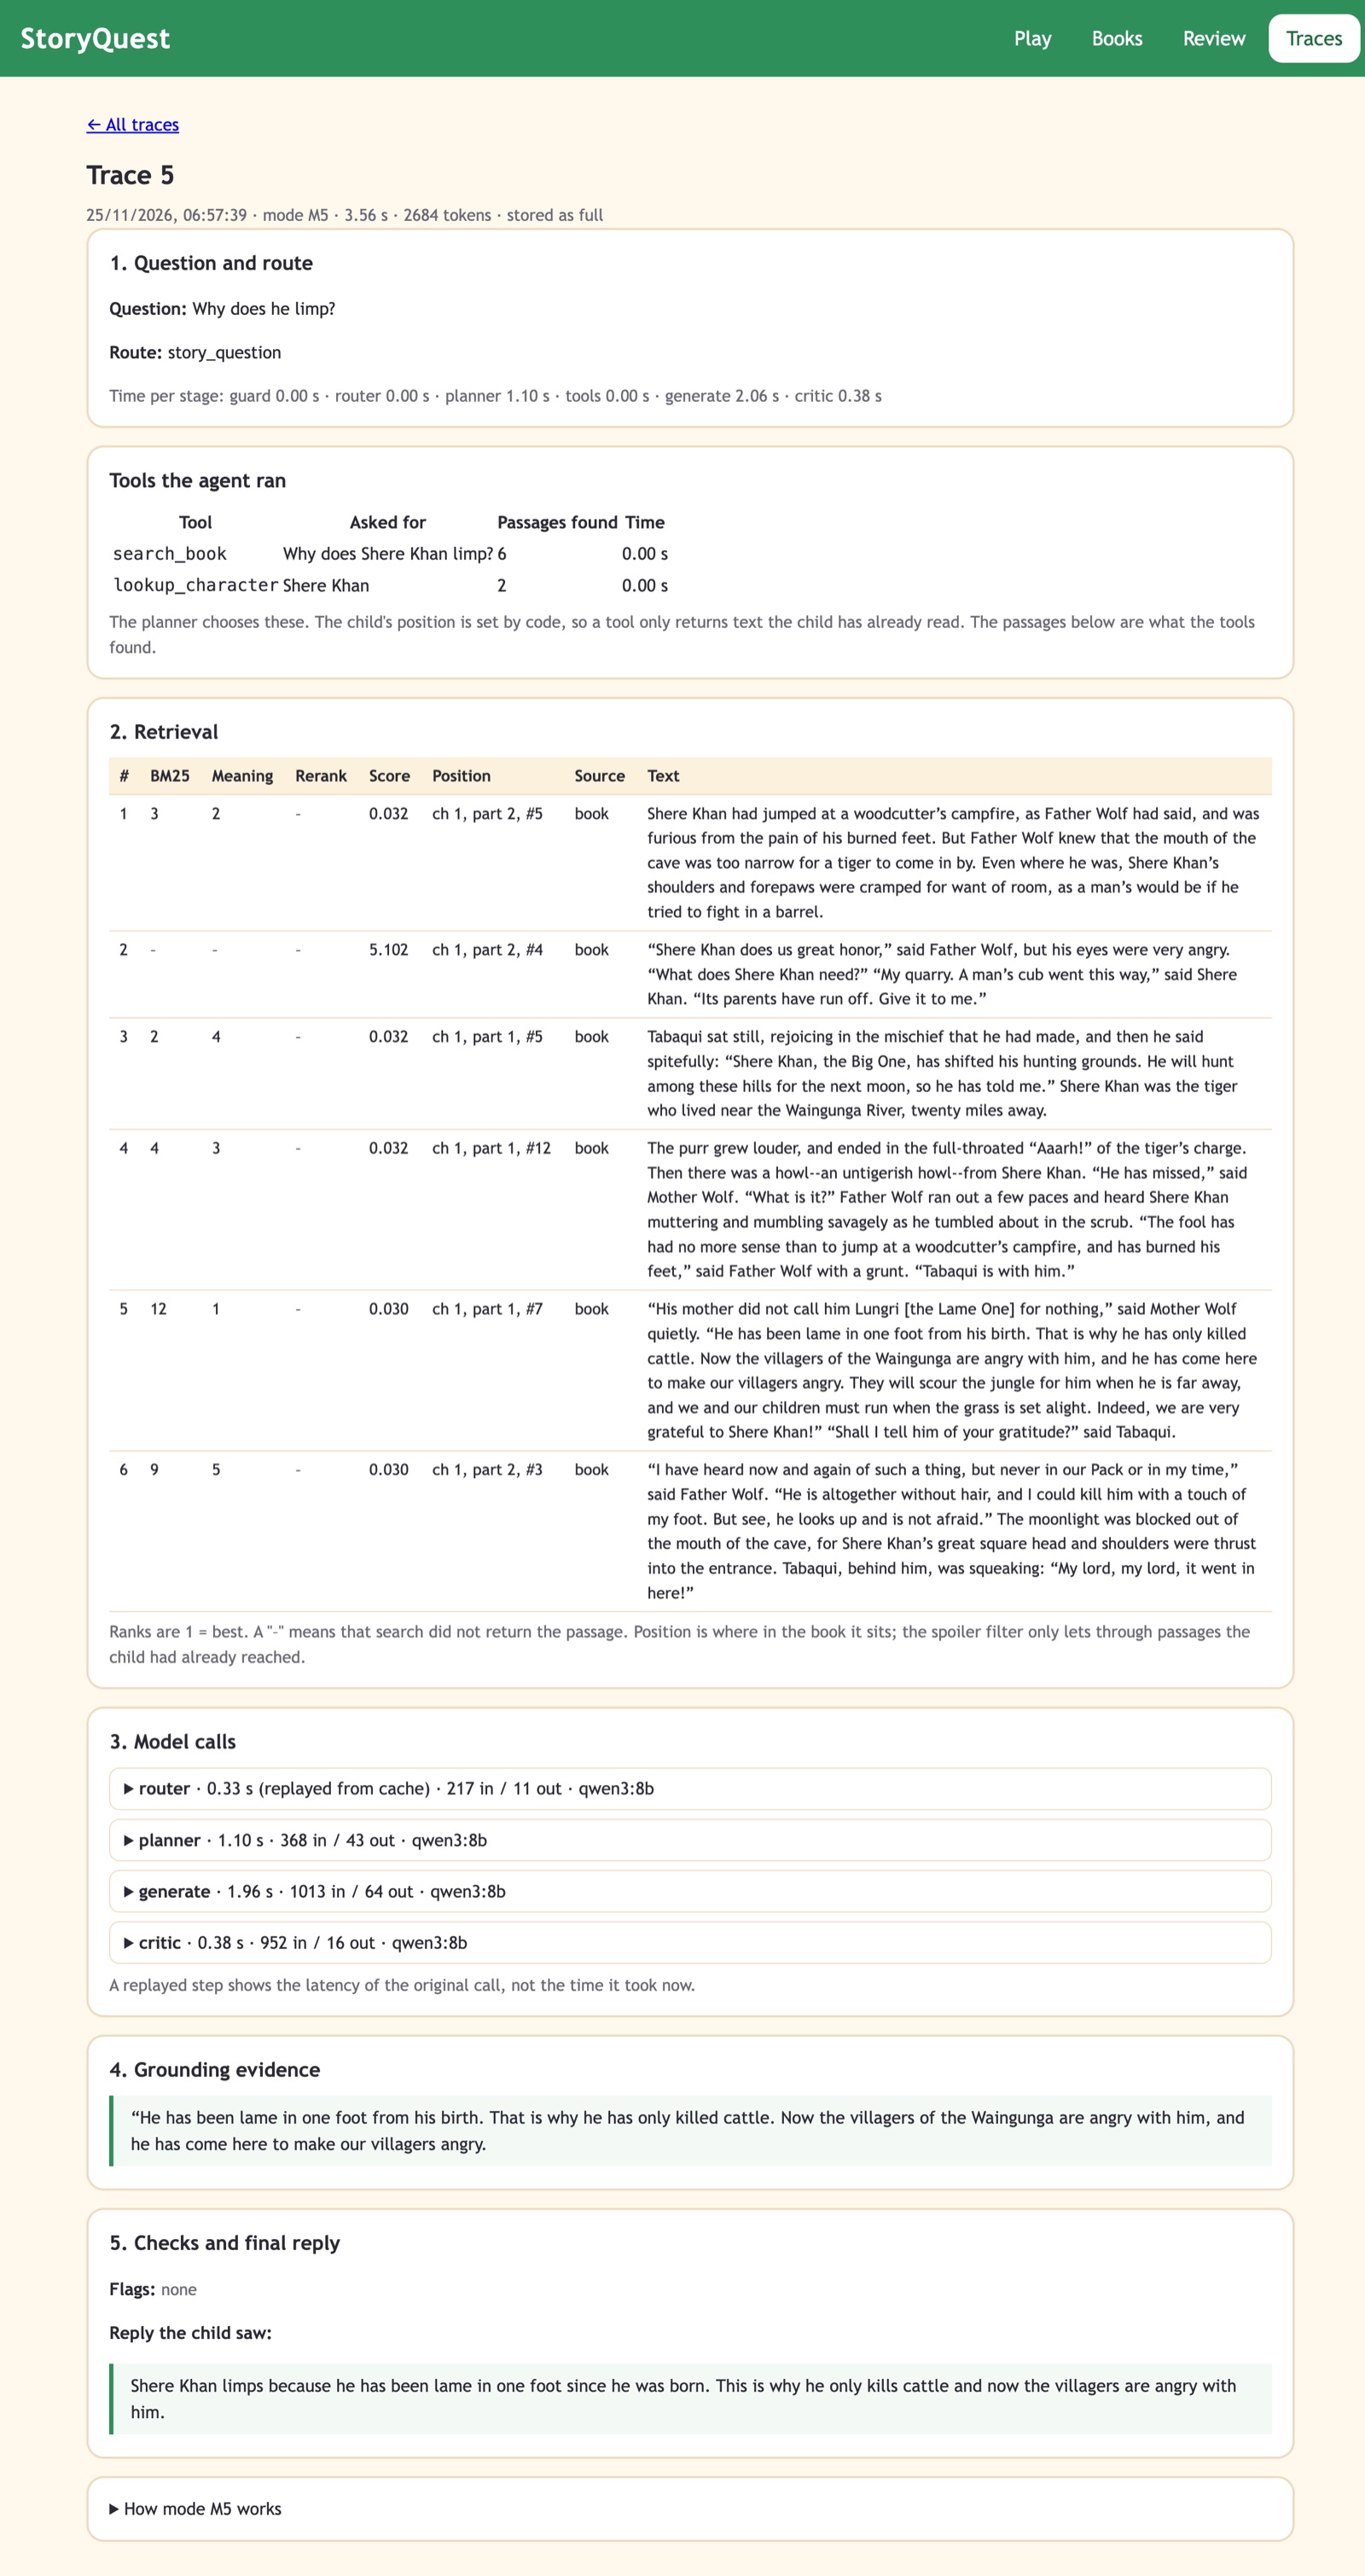 StoryQuest
Play Books Review Traces
← All traces
Trace 5
25/11/2026, 06:57:39 · mode M5 · 3.56 s · 2684 tokens · stored as full
1. Question and route
Question: Why does he limp?
Route: story_question
Time per stage: guard 0.00 s · router 0.00 s · planner 1.10 s · tools 0.00 s · generate 2.06 s · critic 0.38 s
Tools the agent ran
Tool Asked for Passages found Time
search_book Why does Shere Khan limp? 6 0.00 s
lookup_character Shere Khan 2 0.00 s
The planner chooses these. The child's position is set by code, so a tool only returns text the child has already read. The passages below are what the tools
found.
2. Retrieval
# BM25 Meaning Rerank Score Position Source Text
1 3 2 - 0.032 ch 1, part 2, #5 book Shere Khan had jumped at a woodcutter’s campfire, as Father Wolf had said, and was
furious from the pain of his burned feet. But Father Wolf knew that the mouth of the
cave was too narrow for a tiger to come in by. Even where he was, Shere Khan’s
shoulders and forepaws were cramped for want of room, as a man’s would be if he
tried to fight in a barrel.
2 - - - 5.102 ch 1, part 2, #4 book “Shere Khan does us great honor,” said Father Wolf, but his eyes were very angry.
“What does Shere Khan need?” “My quarry. A man’s cub went this way,” said Shere
Khan. “Its parents have run off. Give it to me.”
3 2 4 - 0.032 ch 1, part 1, #5 book Tabaqui sat still, rejoicing in the mischief that he had made, and then he said
spitefully: “Shere Khan, the Big One, has shifted his hunting grounds. He will hunt
among these hills for the next moon, so he has told me.” Shere Khan was the tiger
who lived near the Waingunga River, twenty miles away.
4 4 3 - 0.032 ch 1, part 1, #12 book The purr grew louder, and ended in the full-throated “Aaarh!” of the tiger’s charge.
Then there was a howl--an untigerish howl--from Shere Khan. “He has missed,” said
Mother Wolf. “What is it?” Father Wolf ran out a few paces and heard Shere Khan
muttering and mumbling savagely as he tumbled about in the scrub. “The fool has
had no more sense than to jump at a woodcutter’s campfire, and has burned his
feet,” said Father Wolf with a grunt. “Tabaqui is with him.”
5 12 1 - 0.030 ch 1, part 1, #7 book “His mother did not call him Lungri [the Lame One] for nothing,” said Mother Wolf
quietly. “He has been lame in one foot from his birth. That is why he has only killed
cattle. Now the villagers of the Waingunga are angry with him, and he has come here
to make our villagers angry. They will scour the jungle for him when he is far away,
and we and our children must run when the grass is set alight. Indeed, we are very
grateful to Shere Khan!” “Shall I tell him of your gratitude?” said Tabaqui.
6 9 5 - 0.030 ch 1, part 2, #3 book “I have heard now and again of such a thing, but never in our Pack or in my time,”
said Father Wolf. “He is altogether without hair, and I could kill him with a touch of
my foot. But see, he looks up and is not afraid.” The moonlight was blocked out of
the mouth of the cave, for Shere Khan’s great square head and shoulders were thrust
into the entrance. Tabaqui, behind him, was squeaking: “My lord, my lord, it went in
here!”
Ranks are 1 = best. A "-" means that search did not return the passage. Position is where in the book it sits; the spoiler filter only lets through passages the
child had already reached.
3. Model calls
▶ router · 0.33 s (replayed from cache) · 217 in / 11 out · qwen3:8b
▶ planner · 1.10 s · 368 in / 43 out · qwen3:8b
▶ generate · 1.96 s · 1013 in / 64 out · qwen3:8b
▶ critic · 0.38 s · 952 in / 16 out · qwen3:8b
A replayed step shows the latency of the original call, not the time it took now.
4. Grounding evidence
“He has been lame in one foot from his birth. That is why he has only killed cattle. Now the villagers of the Waingunga are angry with him, and
he has come here to make our villagers angry.
5. Checks and final reply
Flags: none
Reply the child saw:
Shere Khan limps because he has been lame in one foot since he was born. This is why he only kills cattle and now the villagers are angry with
him.
▶ How mode M5 works